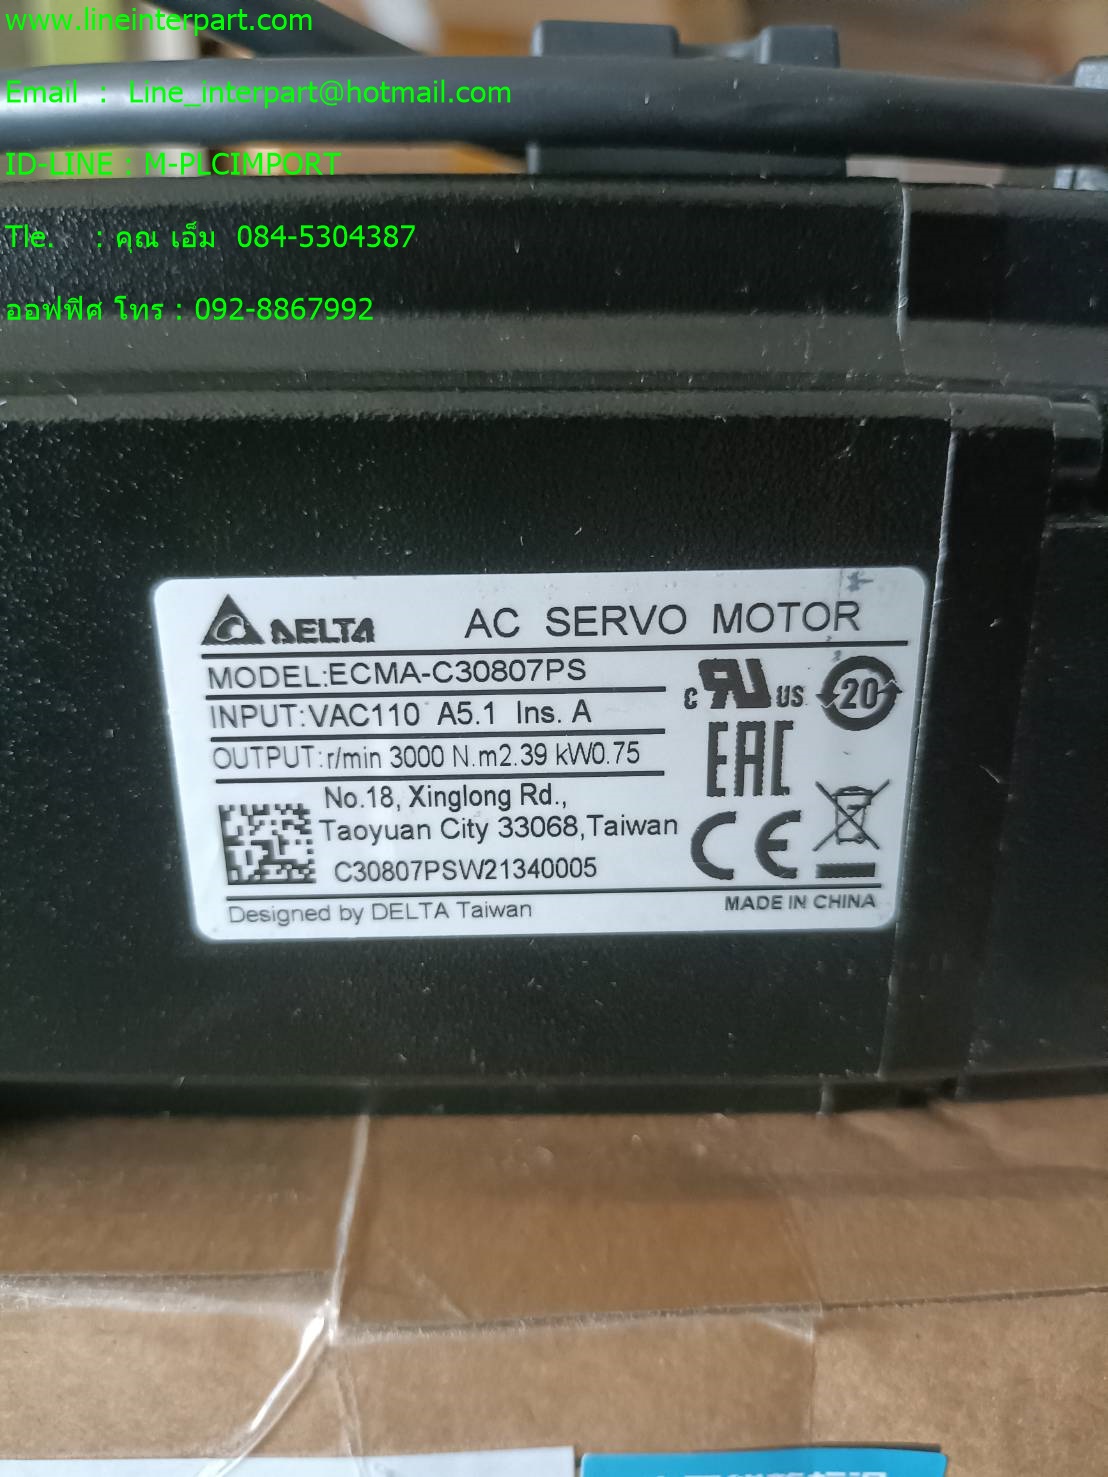 www.lineinterpart.com
Email : Line_interpart@hotmail.com
ID-LINE : M-PLCIMPORT
Tle. : คุณ เอ็ม 084-5304387
ออฟฟิศ โทร : 092-8867992
DELTA AC SERVO MOTOR
MODEL:ECMA-C30807PS
INPUT:VAC110 A5.1 Ins. A
OUTPUT:r/min 3000 N.m2.39 kW0.75
c RU US 20
EAC
No.18, Xinglong Rd.,
Taoyuan City 33068,Taiwan
CE
C30807PSW21340005
Designed by DELTA Taiwan
MADE IN CHINA